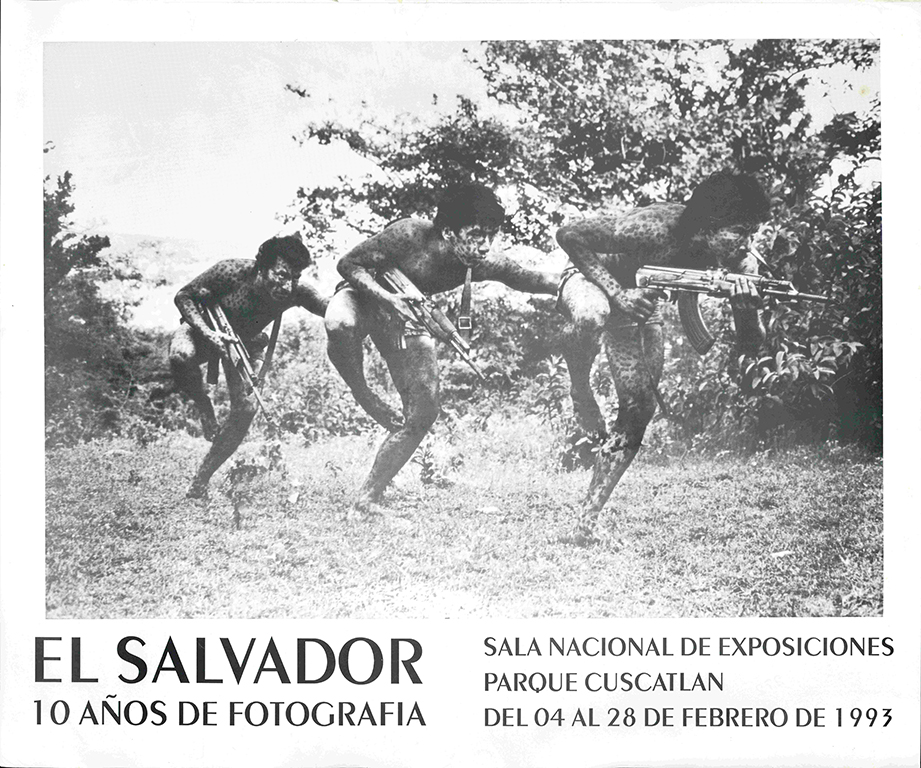 EL SALVADOR
10 AÑOS DE FOTOGRAFIA
SALA NACIONAL DE EXPOSICIONES
PARQUE CUSCATLAN
DEL 04 AL 28 DE FEBRERO DE 1993